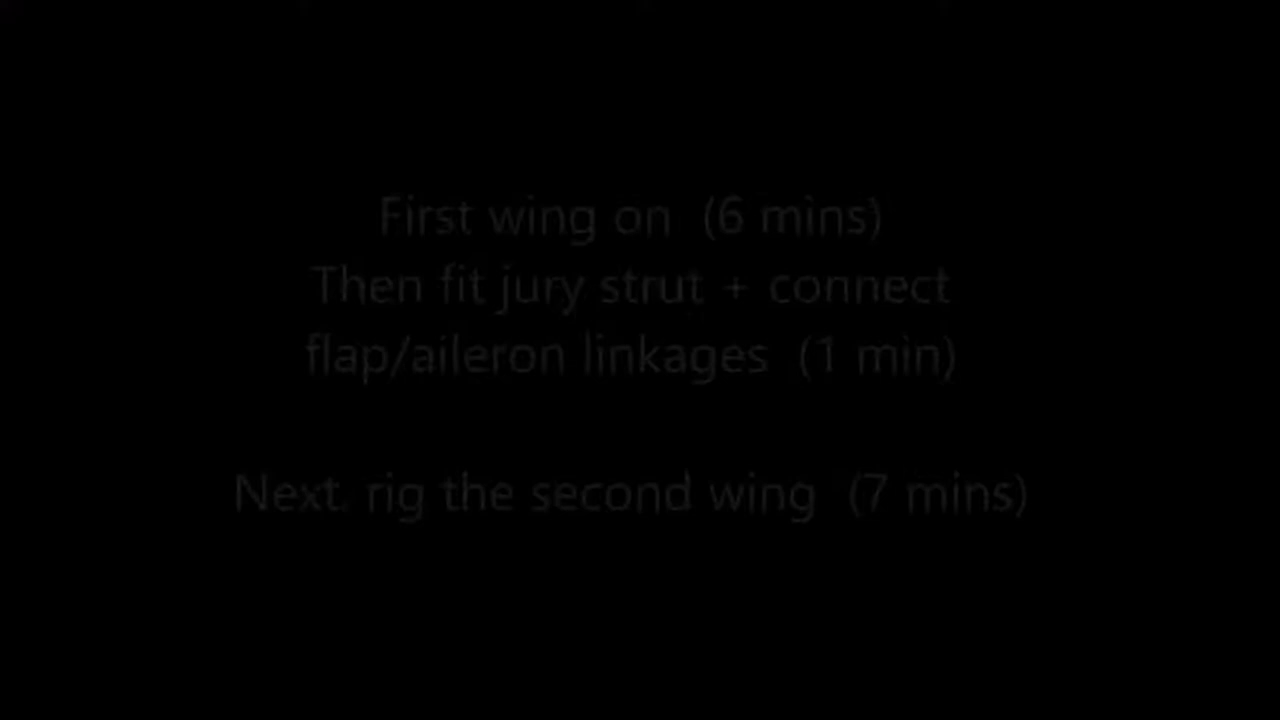 First wing on (6 mins)
Then fit jury strut + connect
flap/aileron linkages (1 min)
Next, rig the second wing (7 mins)